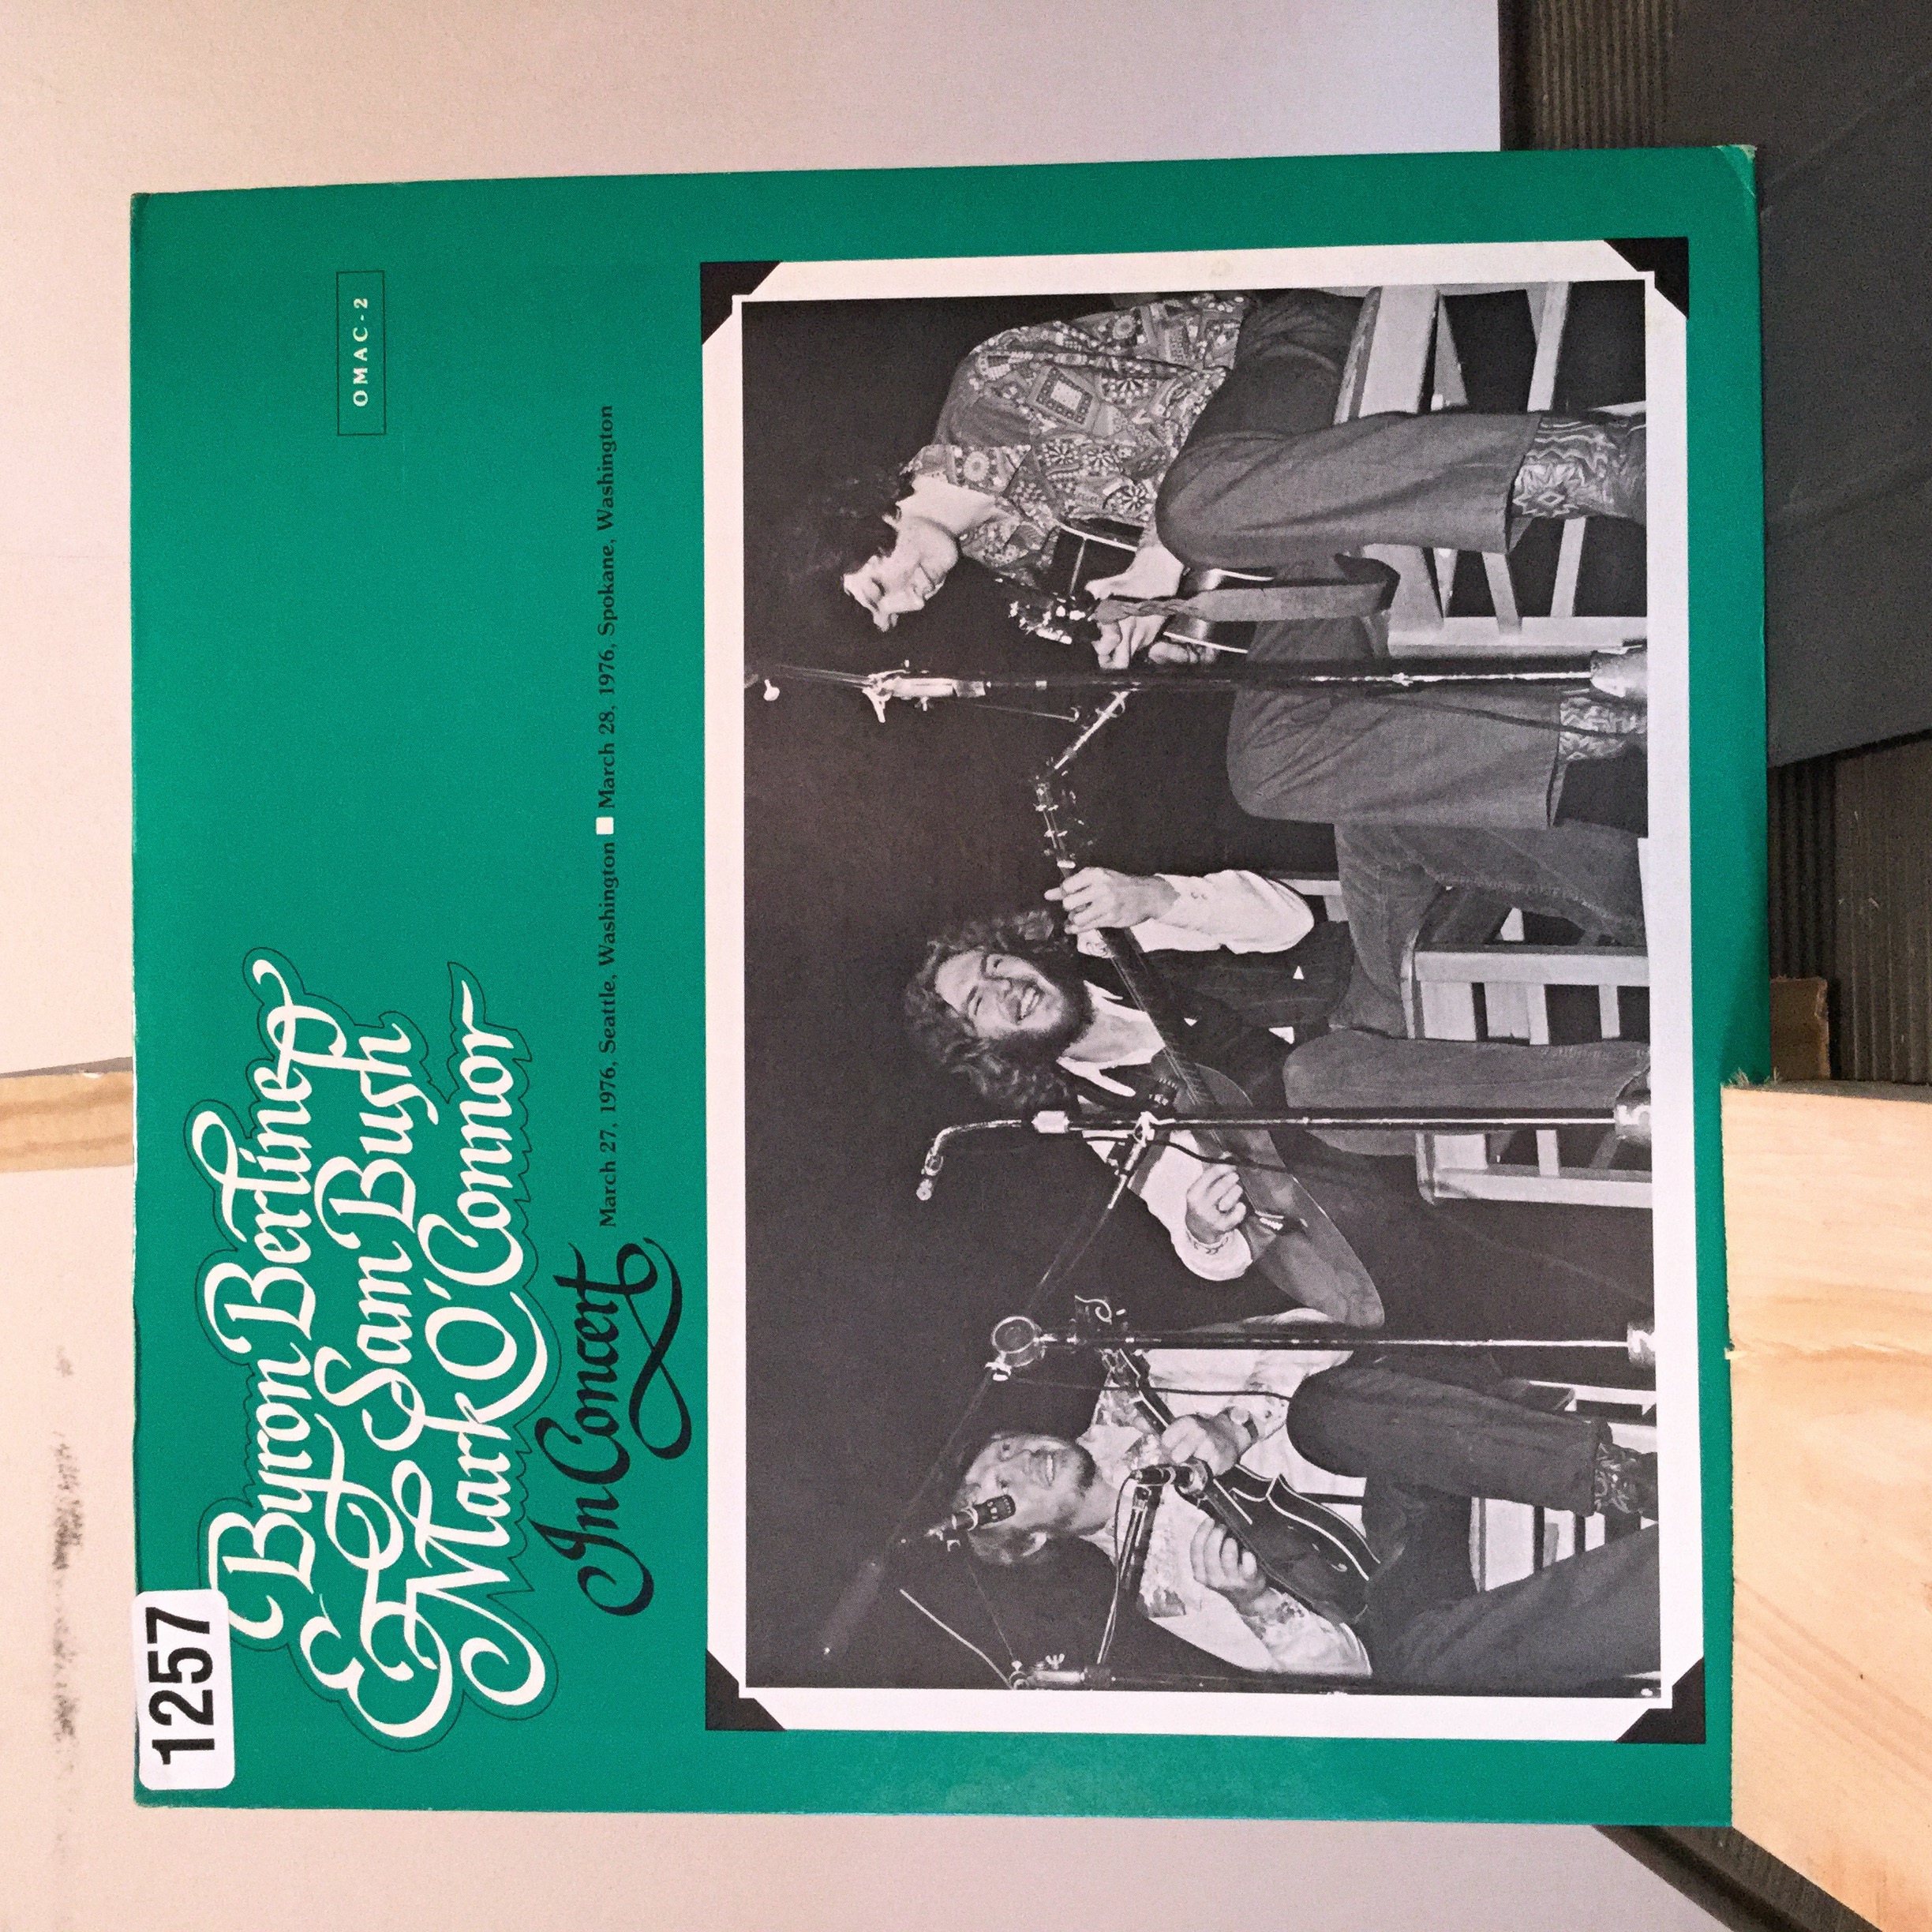 1257
Byron Berline
& Sam Bush
Mark O'Connor
OMAC-2
In Concert March 27, 1976, Seattle, Washington ■ March 28, 1976, Spokane, Washington